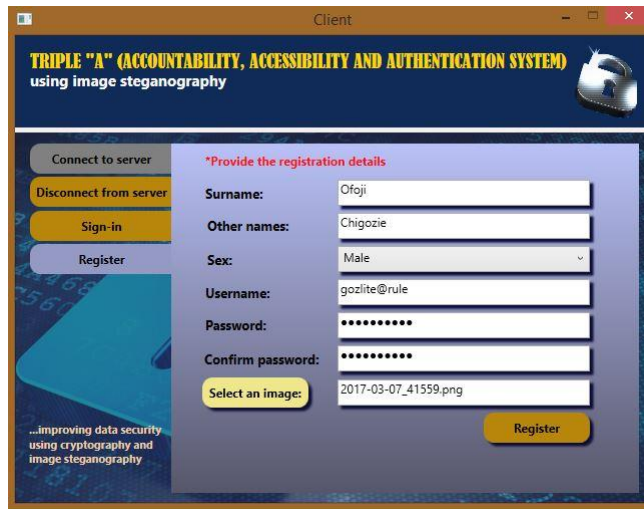 Client
TRIPLE "A" (ACCOUNTABILITY, ACCESSIBILITY AND AUTHENTICATION SYSTEM)
using image steganography
Connect to server
Disconnect from server
Sign-in
Register
*Provide the registration details
Surname: Ofoji
Other names: Chigozie
Sex: Male
Username: gozlite@rule
Password: ●●●●●●●●●●
Confirm password: ●●●●●●●●●●
Select an image: 2017-03-07_41559.png
Register
...improving data security
using cryptography and
image steganography